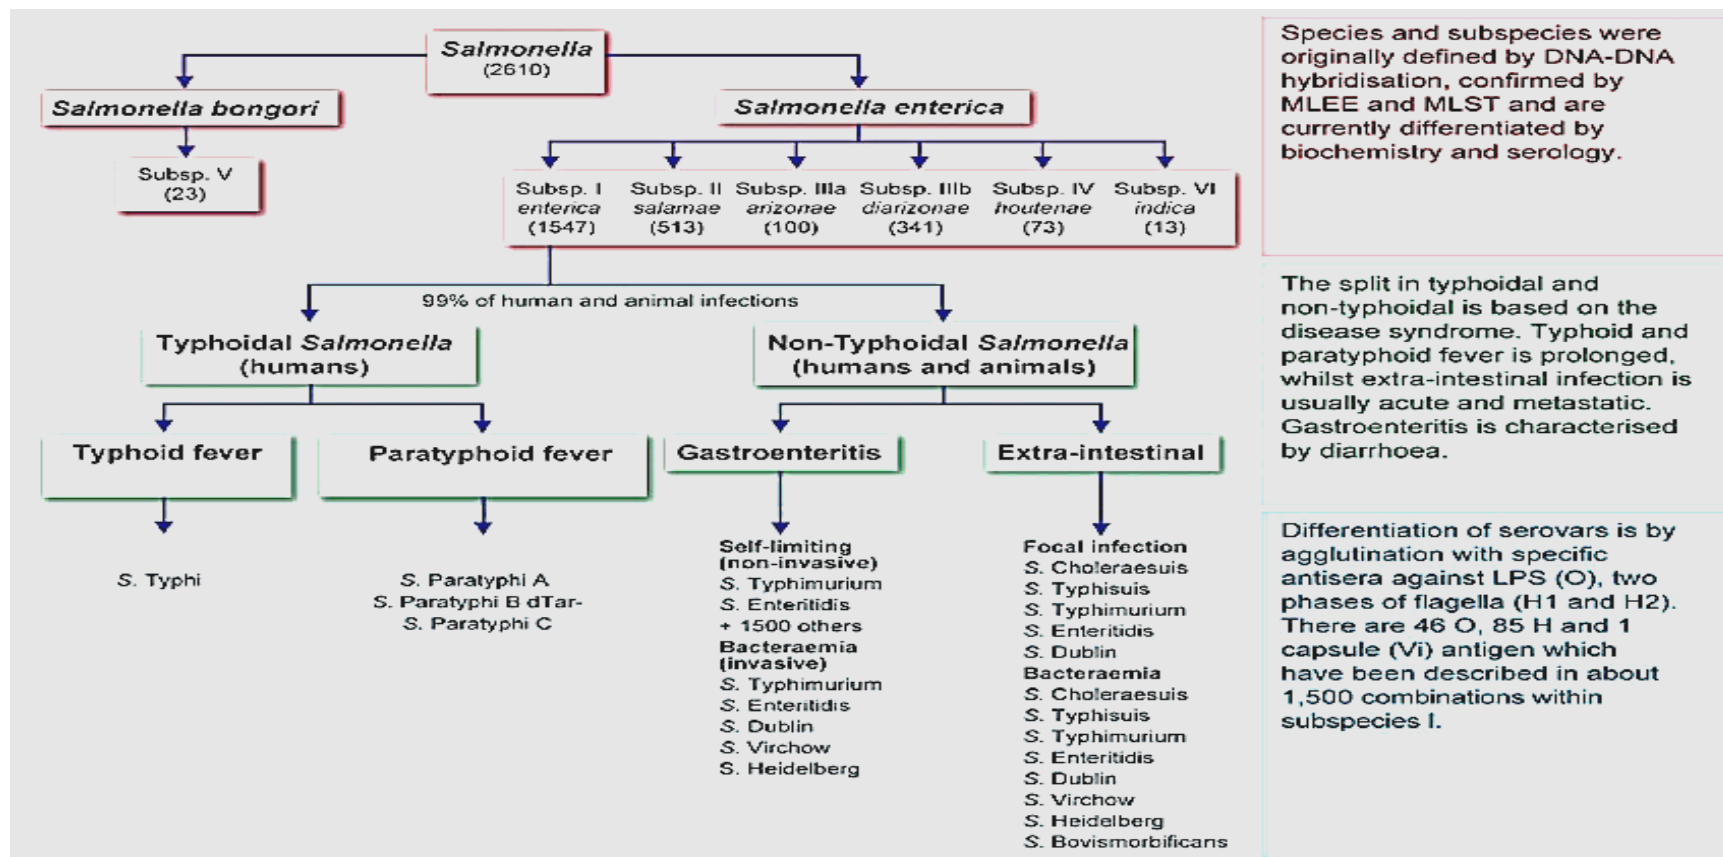 Salmonella
(2610)
Salmonella bongori
Salmonella enterica
Subsp. V
(23)
Subsp. I
enterica
(1547)
Subsp. II
salamae
(513)
Subsp. IIIa
arizonae
(100)
Subsp. IIIb
diarizonae
(341)
Subsp. IV
houtenae
(73)
Subsp. VI
indica
(13)
99% of human and animal infections
Typhoidal Salmonella
(humans)
Non-Typhoidal Salmonella
(humans and animals)
Typhoid fever
Paratyphoid fever
Gastroenteritis
Extra-intestinal
S. Typhi
S. Paratyphi A
S. Paratyphi B dTar-
S. Paratyphi C
Self-limiting
(non-invasive)
S. Typhimurium
S. Enteritidis
+ 1500 others
Bacteraemia
(invasive)
S. Typhimurium
S. Enteritidis
S. Dublin
S. Virchow
S. Heidelberg
Focal infection
S. Choleraesuis
S. Typhisuis
S. Typhimurium
S. Enteritidis
S. Dublin
Bacteraemia
S. Choleraesuis
S. Typhisuis
S. Typhimurium
S. Enteritidis
S. Dublin
S. Virchow
S. Heidelberg
S. Bovismorbificans
Species and subspecies were
originally defined by DNA-DNA
hybridisation, confirmed by
MLEE and MLST and are
currently differentiated by
biochemistry and serology.
The split in typhoidal and
non-typhoidal is based on the
disease syndrome. Typhoid and
paratyphoid fever is prolonged,
whilst extra-intestinal infection is
usually acute and metastatic.
Gastroenteritis is characterised
by diarrhoea.
Differentiation of serovars is by
agglutination with specific
antisera against LPS (O), two
phases of flagella (H1 and H2).
There are 46 O, 85 H and 1
capsule (Vi) antigen which
have been described in about
1,500 combinations within
subspecies I.